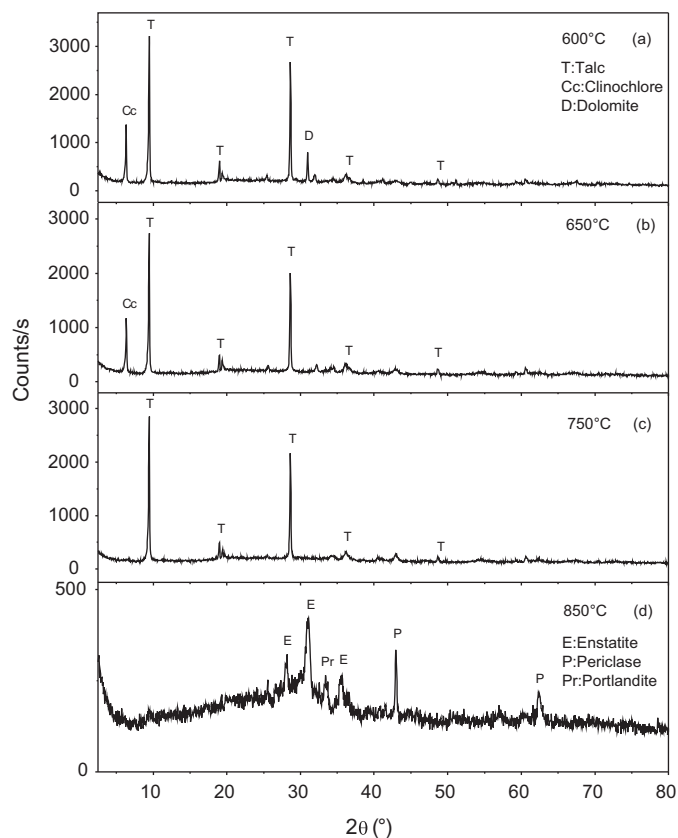 600°C (a)
T:Talc
Cc:Clinochlore
D:Dolomite
3000
2000
1000
0
Cc
T
T
T
D
T
T
650°C (b)
3000
2000
1000
0
Cc
T
T
T
T
T
750°C (c)
3000
2000
1000
0
T
T
T
T
T
850°C (d)
E:Enstatite
P:Periclase
Pr:Portlandite
500
250
0
E
E
Pr
E
P
P
Counts/s
10 20 30 40 50 60 70 80
2θ (°)